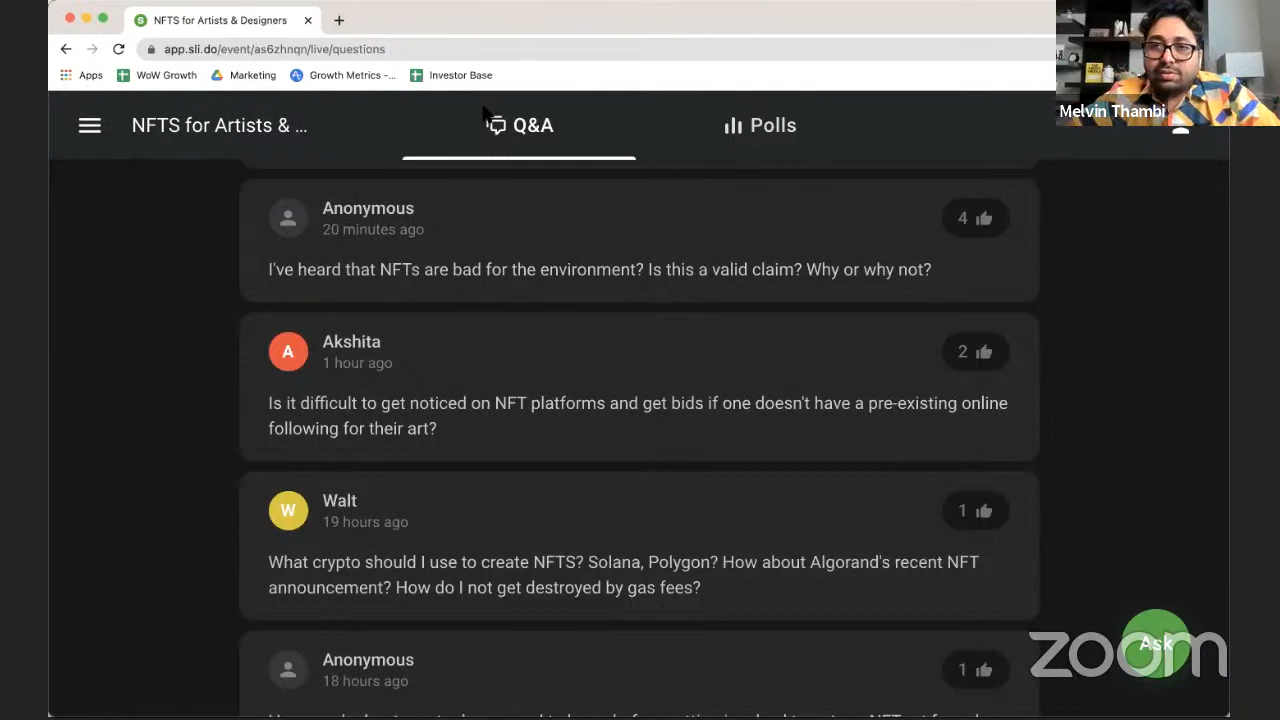 NFTS for Artists & Designers
app.sli.do/event/as6zhnqn/live/questions
Apps WoW Growth Marketing Growth Metrics -... Investor Base
Melvin Thambi
NFTS for Artists & ... Q&A Polls
Anonymous
20 minutes ago
4
I've heard that NFTs are bad for the environment? Is this a valid claim? Why or why not?
A
Akshita
1 hour ago
2
Is it difficult to get noticed on NFT platforms and get bids if one doesn't have a pre-existing online
following for their art?
W
Walt
19 hours ago
1
What crypto should I use to create NFTS? Solana, Polygon? How about Algorand's recent NFT
announcement? How do I not get destroyed by gas fees?
Anonymous
18 hours ago
1
Ask
zoom